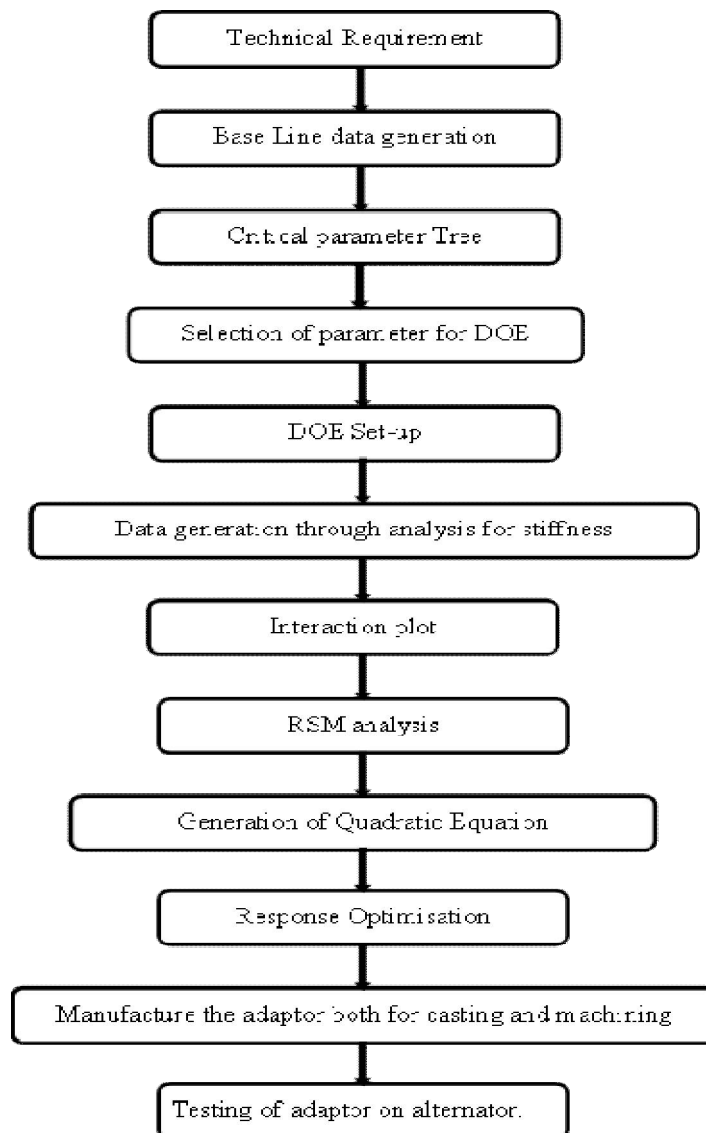 Technical Requirement
Base Line data generation
Critical parameter Tree
Selection of parameter for DOE
DOE Set-up
Data generation through analysis for stiffness
Interaction plot
RSM analysis
Generation of Quadratic Equation
Response Optimisation
Manufacture the adaptor both for casting and machining
Testing of adaptor on alternator.